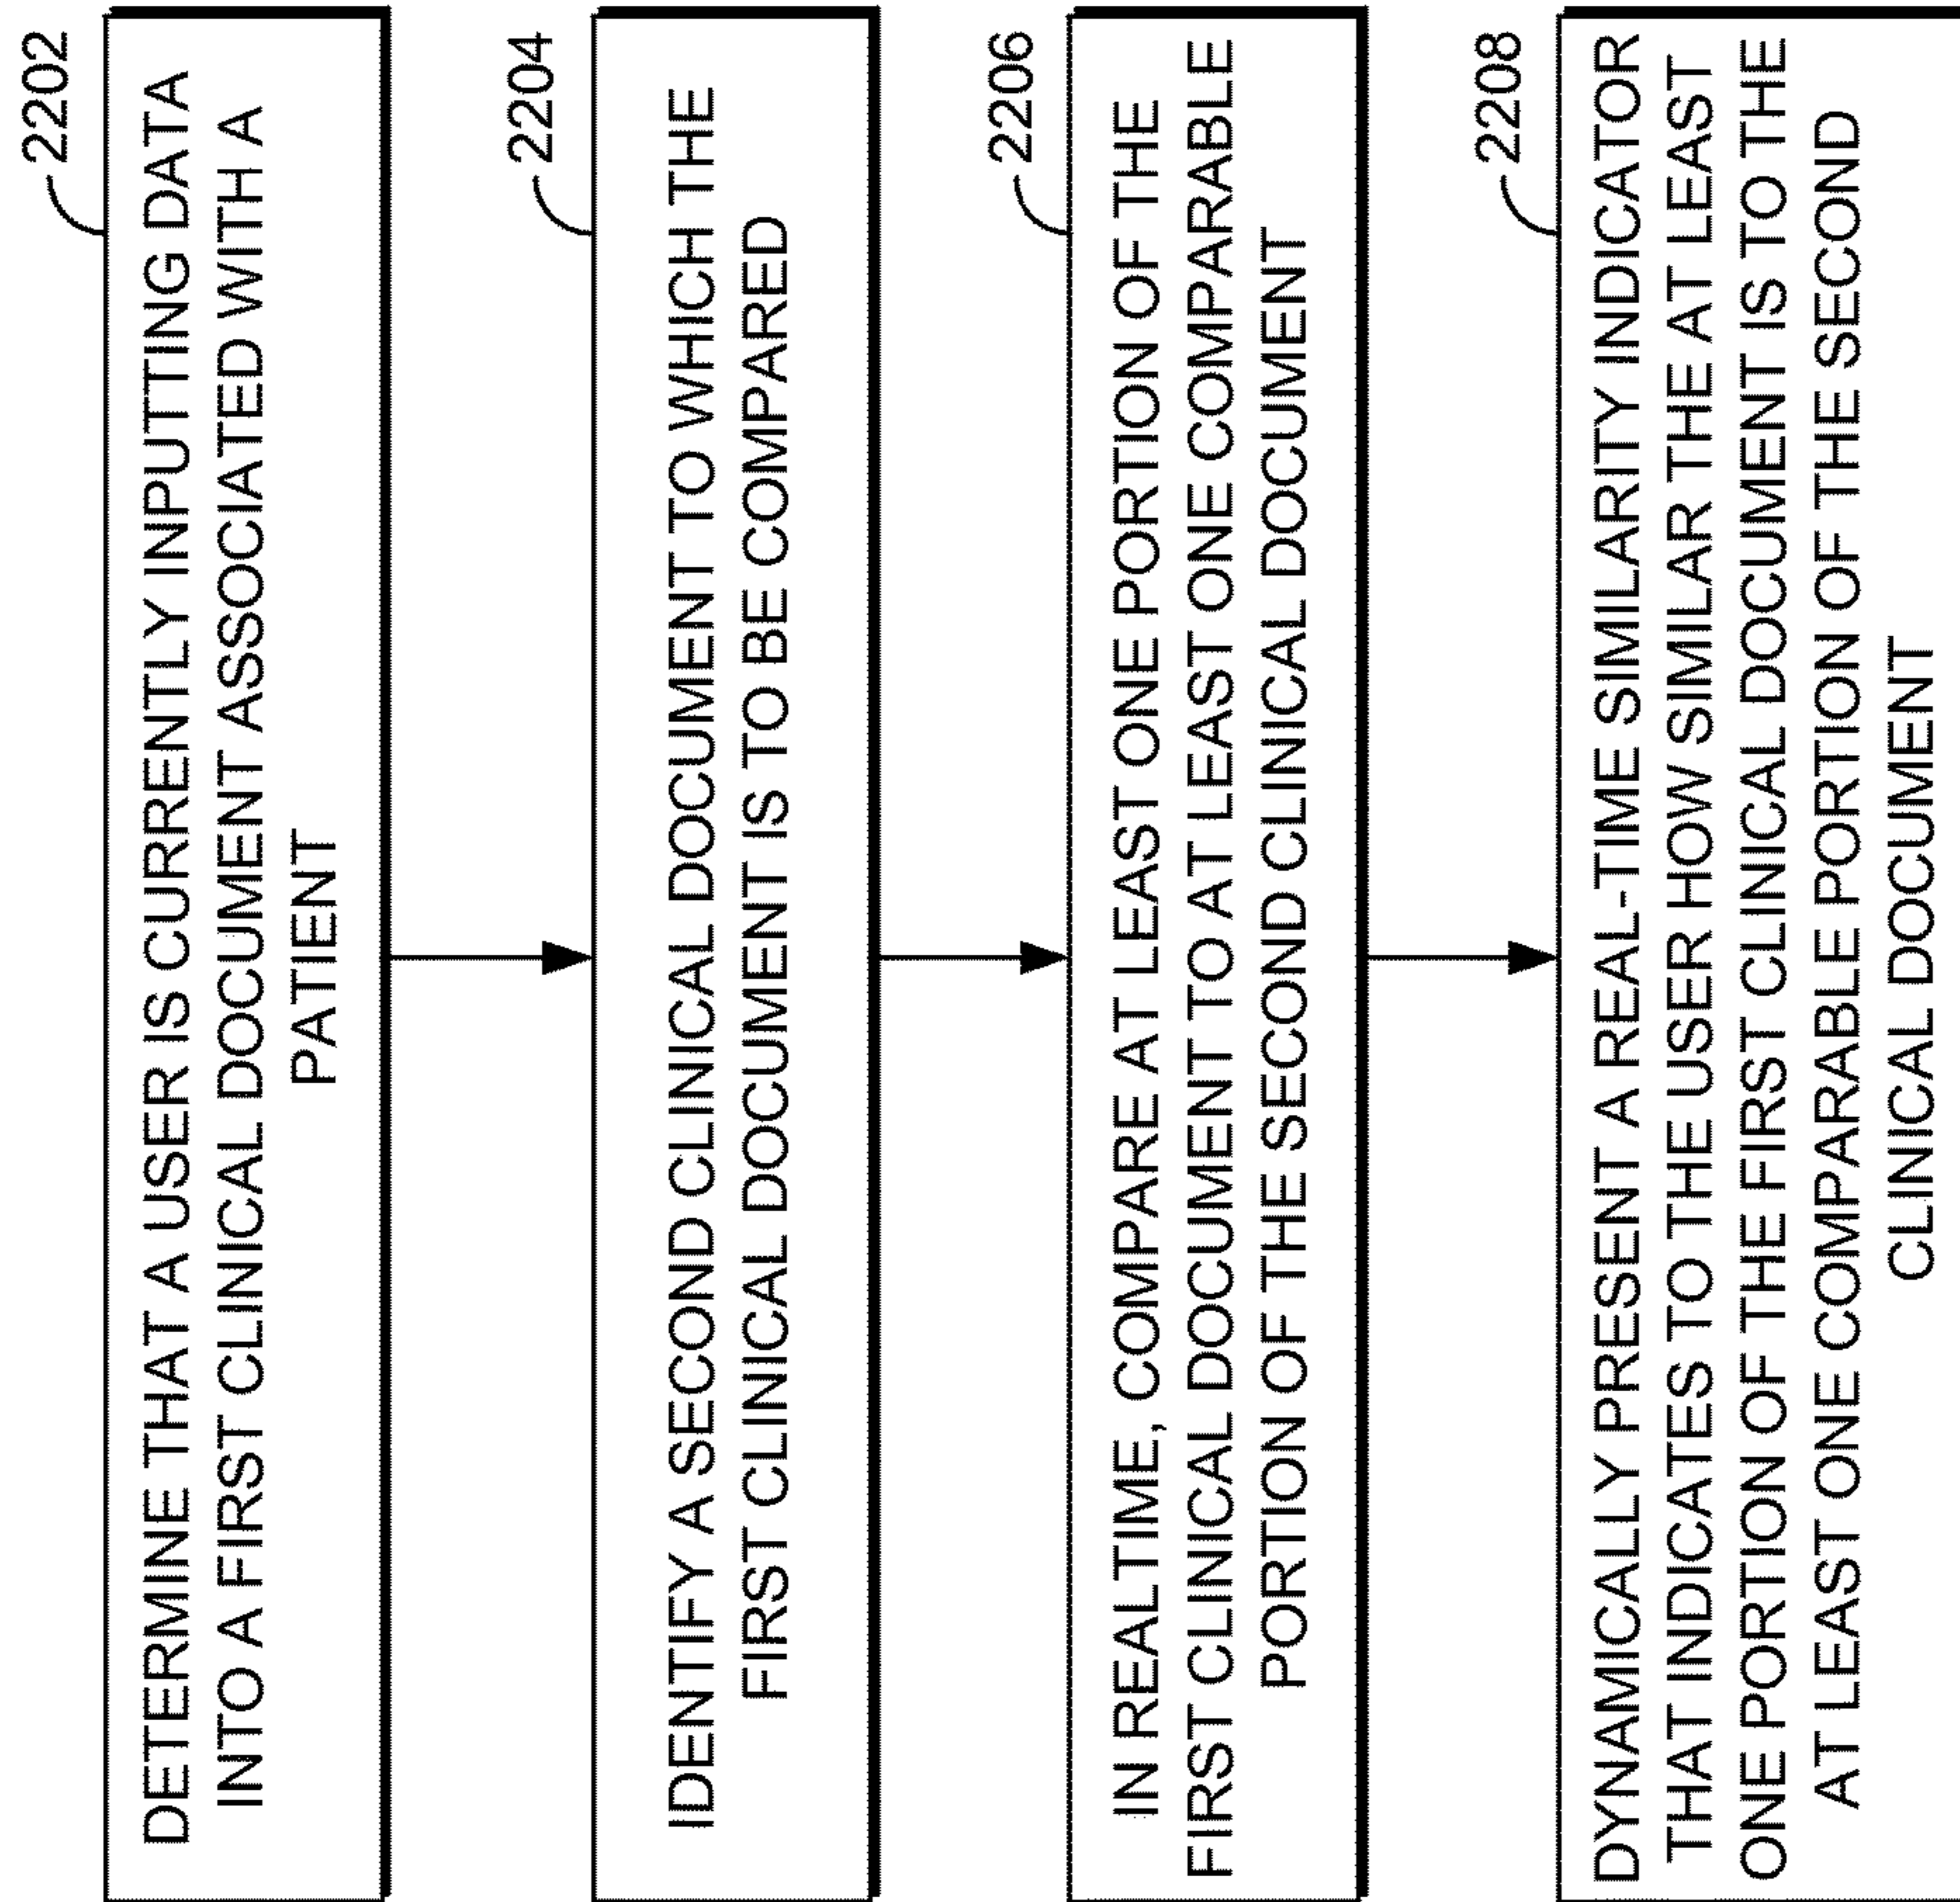 2202
DETERMINE THAT A USER IS CURRENTLY INPUTTING DATA
INTO A FIRST CLINICAL DOCUMENT ASSOCIATED WITH A
PATIENT
2204
IDENTIFY A SECOND CLINICAL DOCUMENT TO WHICH THE
FIRST CLINICAL DOCUMENT IS TO BE COMPARED
2206
IN REALTIME, COMPARE AT LEAST ONE PORTION OF THE
FIRST CLINICAL DOCUMENT TO AT LEAST ONE COMPARABLE
PORTION OF THE SECOND CLINICAL DOCUMENT
2208
DYNAMICALLY PRESENT A REAL-TIME SIMILARITY INDICATOR
THAT INDICATES TO THE USER HOW SIMILAR THE AT LEAST
ONE PORTION OF THE FIRST CLINICAL DOCUMENT IS TO THE
AT LEAST ONE COMPARABLE PORTION OF THE SECOND
CLINICAL DOCUMENT